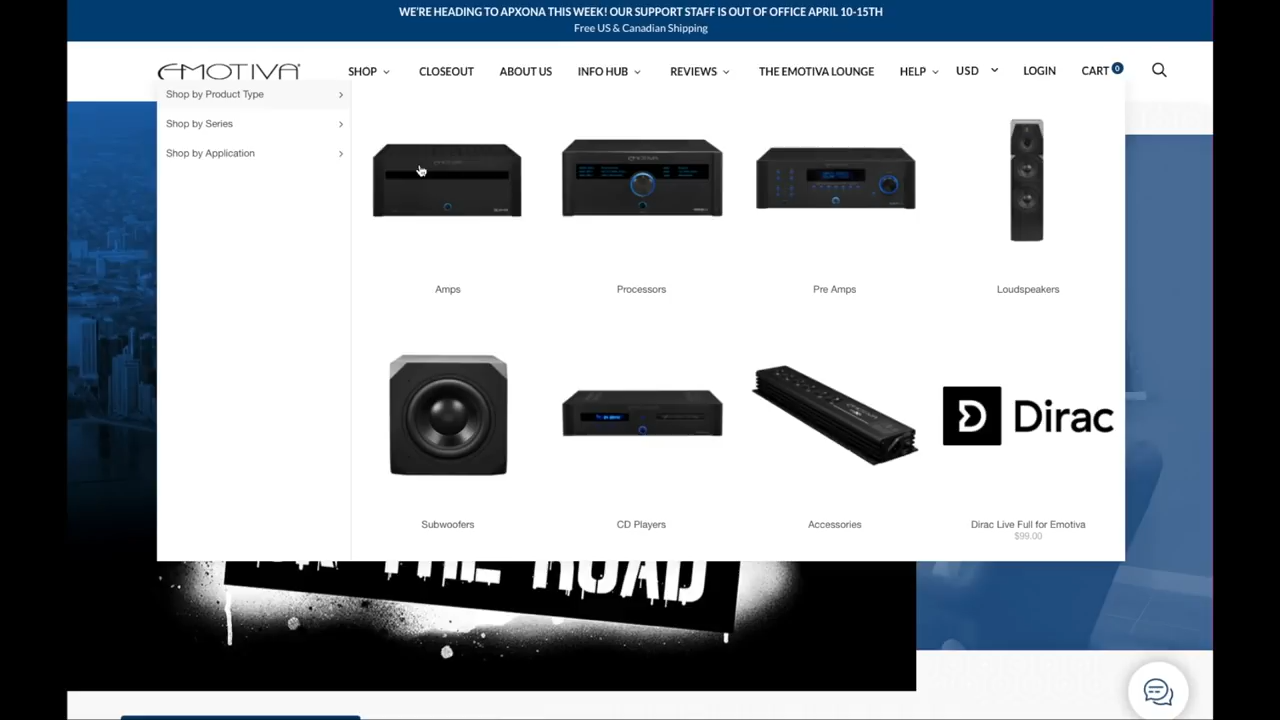 WE'RE HEADING TO APXONA THIS WEEK! OUR SUPPORT STAFF IS OUT OF OFFICE APRIL 10-15TH
Free US & Canadian Shipping
EMOTIVA
SHOP
CLOSEOUT
ABOUT US
INFO HUB
REVIEWS
THE EMOTIVA LOUNGE
HELP
USD
LOGIN
CART 0
Shop by Product Type
Shop by Series
Shop by Application
EMOTIVA
Amps
Processors
Pre Amps
Loudspeakers
Dirac
Subwoofers
CD Players
Accessories
Dirac Live Full for Emotiva
$99.00
THE ROAD